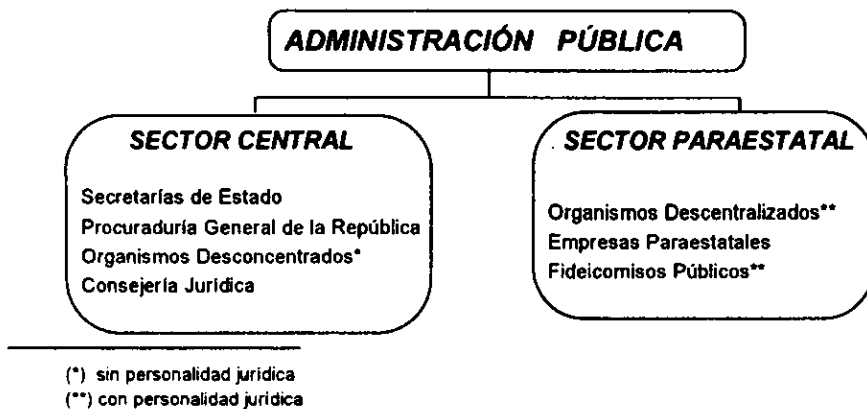 ADMINISTRACIÓN PÚBLICA
SECTOR CENTRAL
Secretarías de Estado
Procuraduría General de la República
Organismos Desconcentrados*
Consejería Jurídica
SECTOR PARAESTATAL
Organismos Descentralizados**
Empresas Paraestatales
Fideicomisos Públicos**
(*) sin personalidad jurídica
(**) con personalidad jurídica